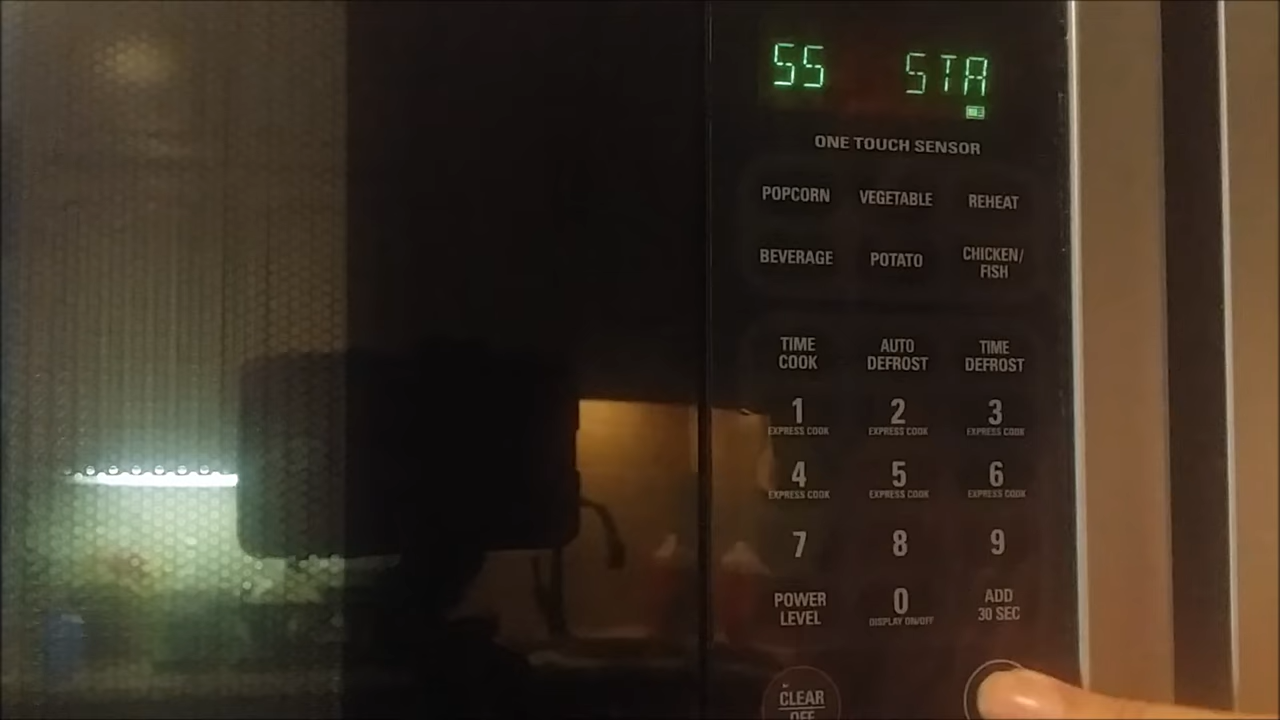 55 STA
ONE TOUCH SENSOR
POPCORN VEGETABLE REHEAT
BEVERAGE POTATO CHICKEN/
FISH
TIME
COOK
AUTO
DEFROST
TIME
DEFROST
1 2 3
EXPRESS COOK EXPRESS COOK EXPRESS COOK
4 5 6
EXPRESS COOK EXPRESS COOK EXPRESS COOK
7 8 9
POWER
LEVEL
0
DISPLAY ON/OFF
ADD
30 SEC
CLEAR
OFF